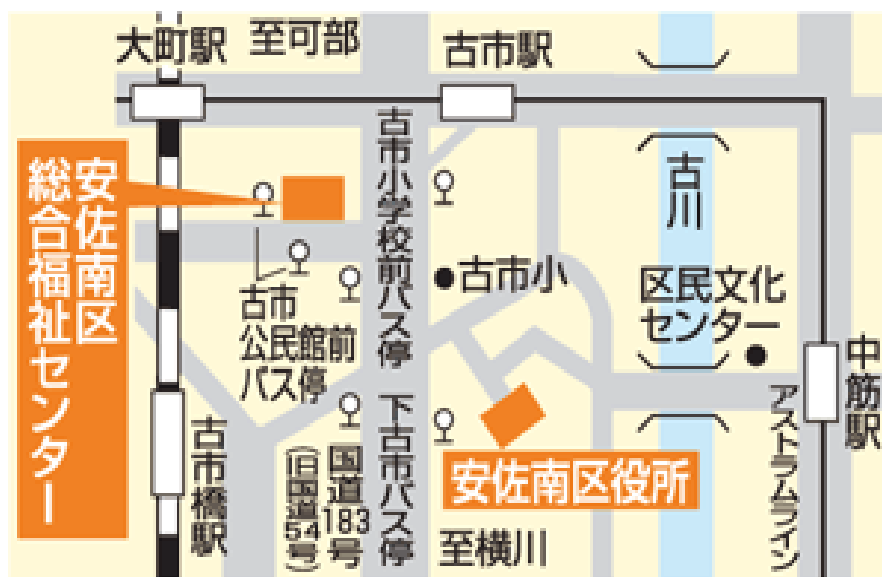 大町駅
至可部
古市駅
安佐南区
総合福祉センター
古市小学校前バス停
古川
古市小
区民文化
センター
古市
公民館前
バス停
中筋駅
アストラムライン
下古市バス停
国道183号
(旧国道54号)
古市橋駅
安佐南区役所
至横川